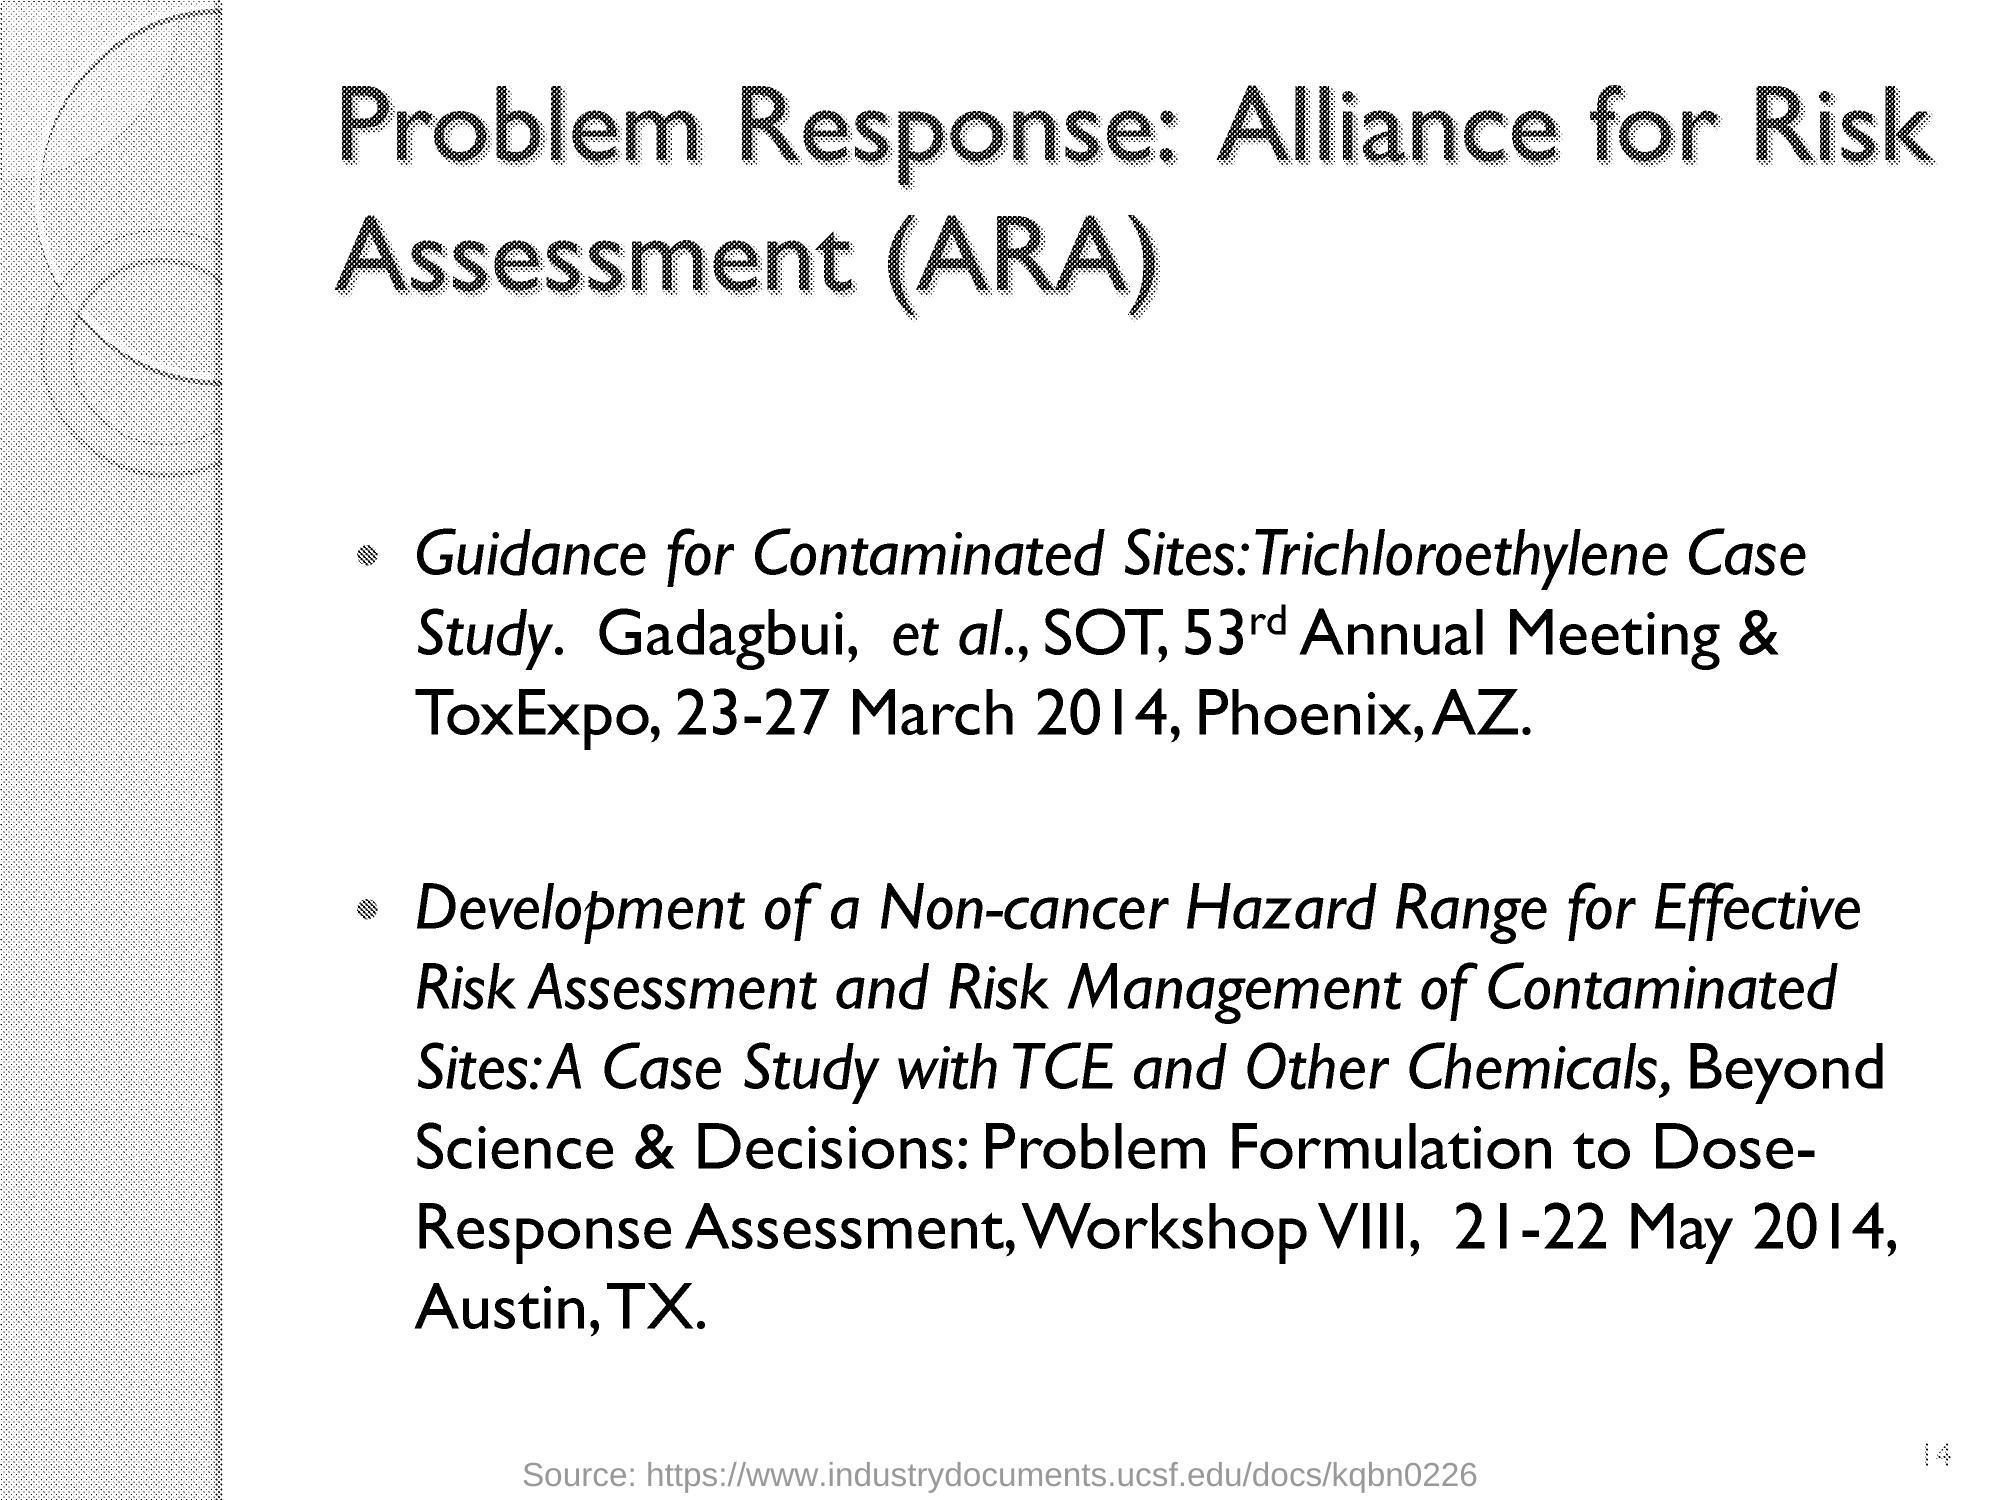 Problem Response: Alliance for Risk
Assessment (ARA)
• Guidance for Contaminated Sites: Trichloroethylene Case
Study. Gadagbui, et al., SOT, 53rd Annual Meeting &
ToxExpo, 23-27 March 2014, Phoenix, AZ.
• Development of a Non-cancer Hazard Range for Effective
Risk Assessment and Risk Management of Contaminated
Sites: A Case Study with TCE and Other Chemicals, Beyond
Science & Decisions: Problem Formulation to Dose-
Response Assessment, Workshop VIII, 21-22 May 2014,
Austin, TX.
14
Source: https://www.industrydocuments.ucsf.edu/docs/kqbn0226